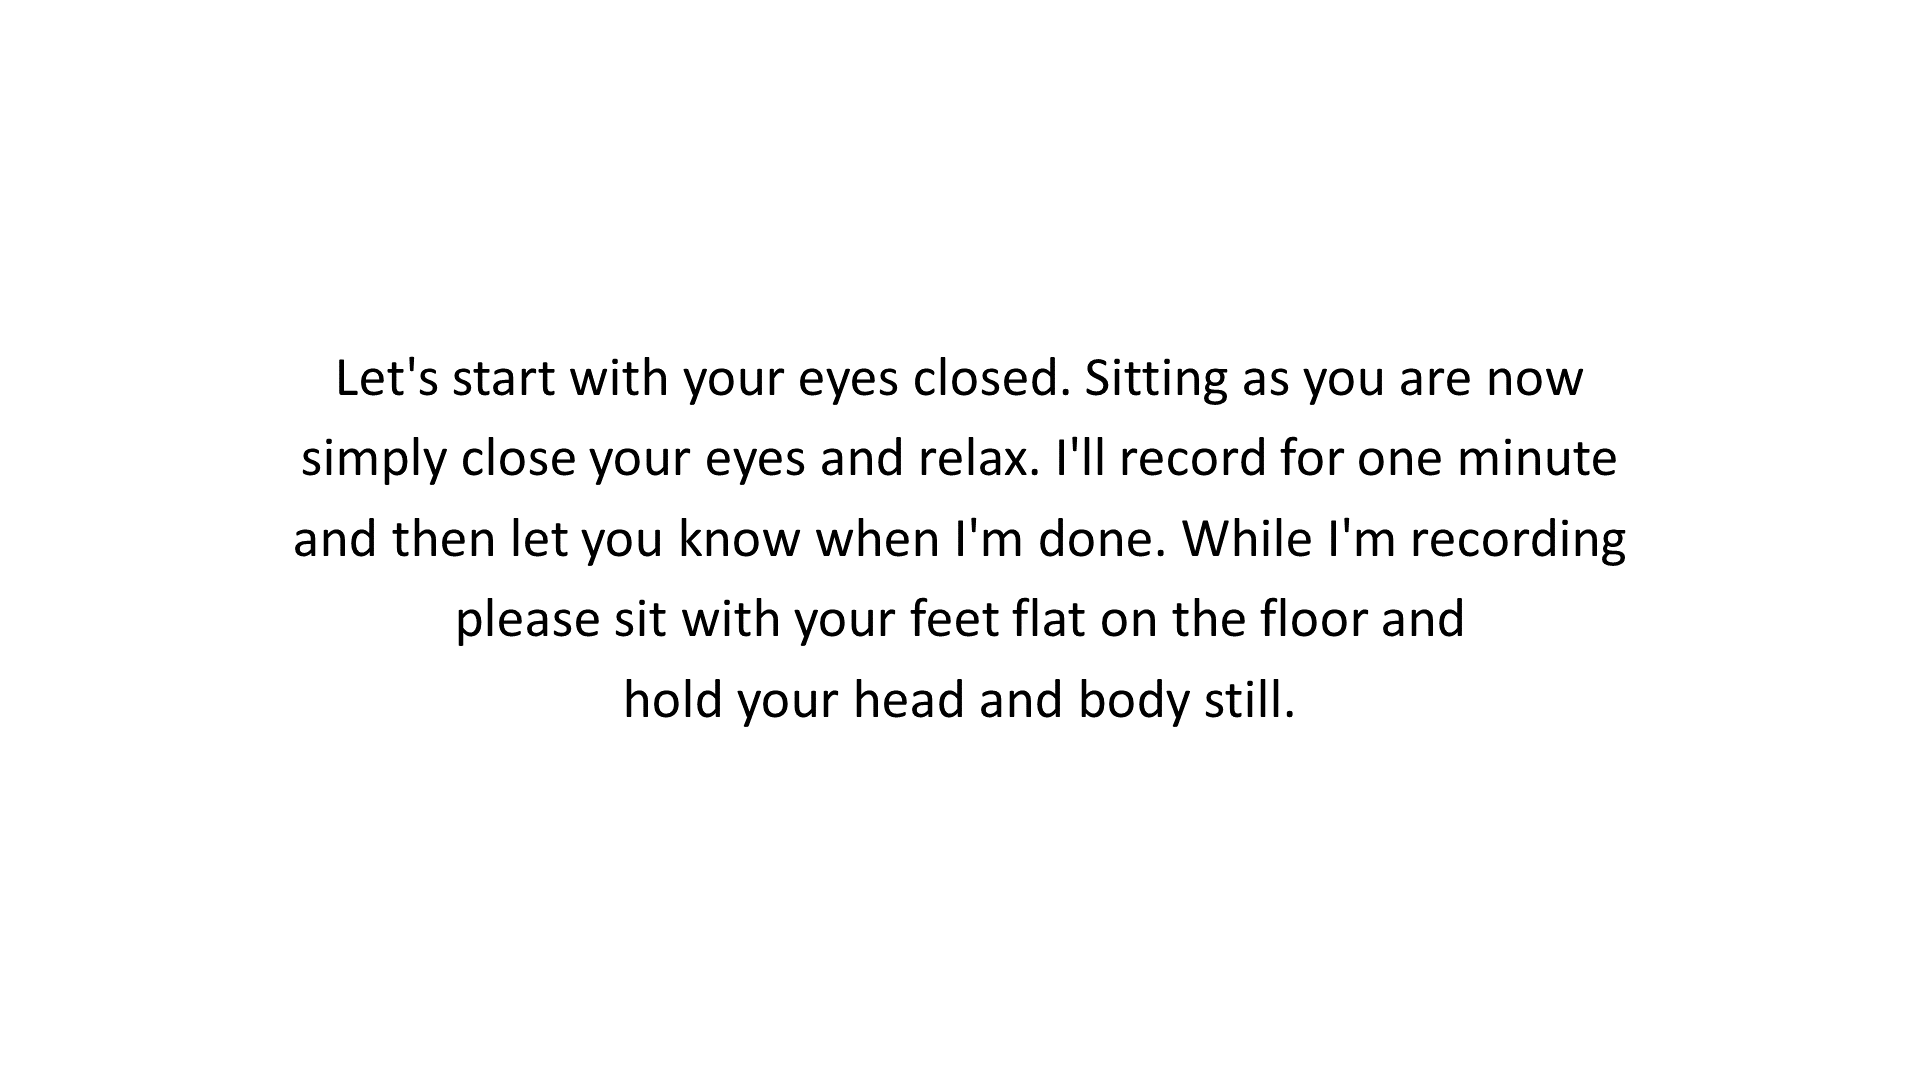 Let's start with your eyes closed. Sitting as you are now
simply close your eyes and relax. I'll record for one minute
and then let you know when I'm done. While I'm recording
please sit with your feet flat on the floor and
hold your head and body still.